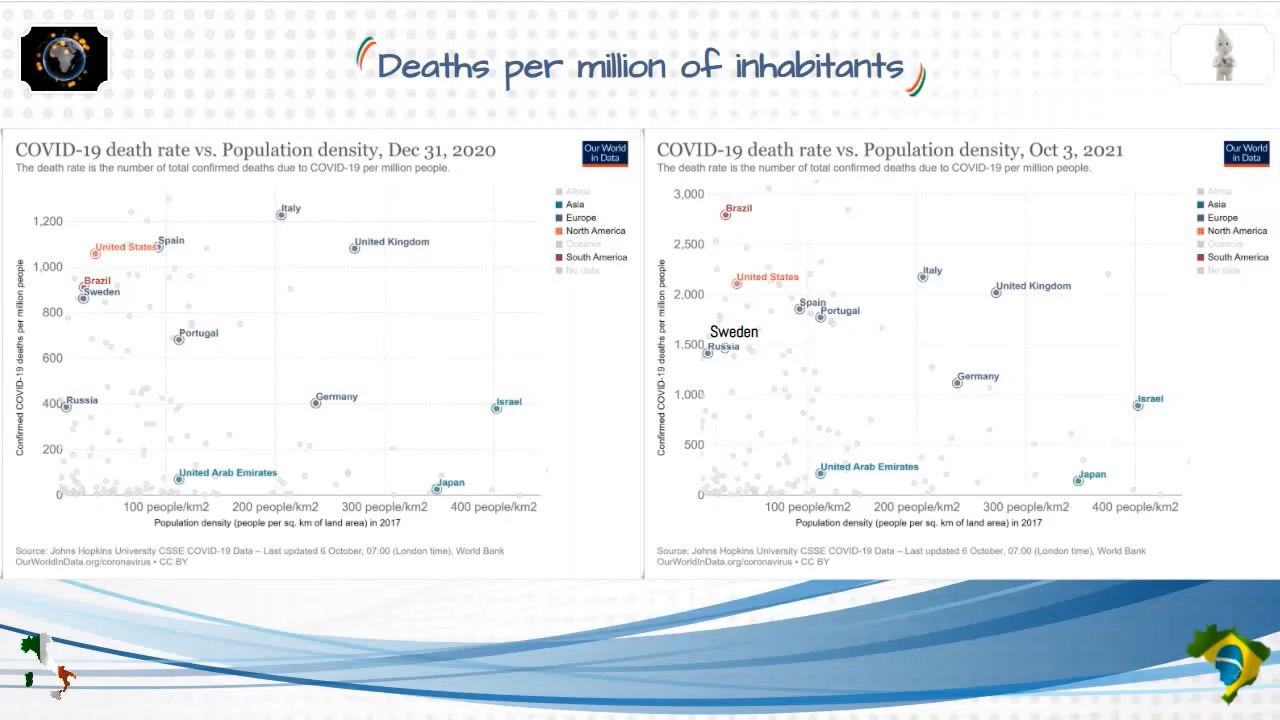 Deaths per million of inhabitants
COVID-19 death rate vs. Population density, Dec 31, 2020
The death rate is the number of total confirmed deaths due to COVID-19 per million people.
Our World
in Data
Africa
Asia
Europe
North America
Oceania
South America
No data
Confirmed COVID-19 deaths per million people
1,200
1,000
800
600
400
200
0
Italy
Spain
United States
United Kingdom
Brazil
Sweden
Portugal
Russia
Germany
Israel
United Arab Emirates
Japan
100 people/km2
200 people/km2
300 people/km2
400 people/km2
Population density (people per sq. km of land area) in 2017
Source: Johns Hopkins University CSSE COVID-19 Data – Last updated 6 October, 07:00 (London time), World Bank
OurWorldInData.org/coronavirus • CC BY
COVID-19 death rate vs. Population density, Oct 3, 2021
The death rate is the number of total confirmed deaths due to COVID-19 per million people.
Our World
in Data
Africa
Asia
Europe
North America
Oceania
South America
No data
Confirmed COVID-19 deaths per million people
3,000
2,500
2,000
1,500
1,000
500
0
Brazil
Italy
United States
United Kingdom
Spain
Portugal
Sweden
Russia
Germany
Israel
United Arab Emirates
Japan
100 people/km2
200 people/km2
300 people/km2
400 people/km2
Population density (people per sq. km of land area) in 2017
Source: Johns Hopkins University CSSE COVID-19 Data – Last updated 6 October, 07:00 (London time), World Bank
OurWorldInData.org/coronavirus • CC BY